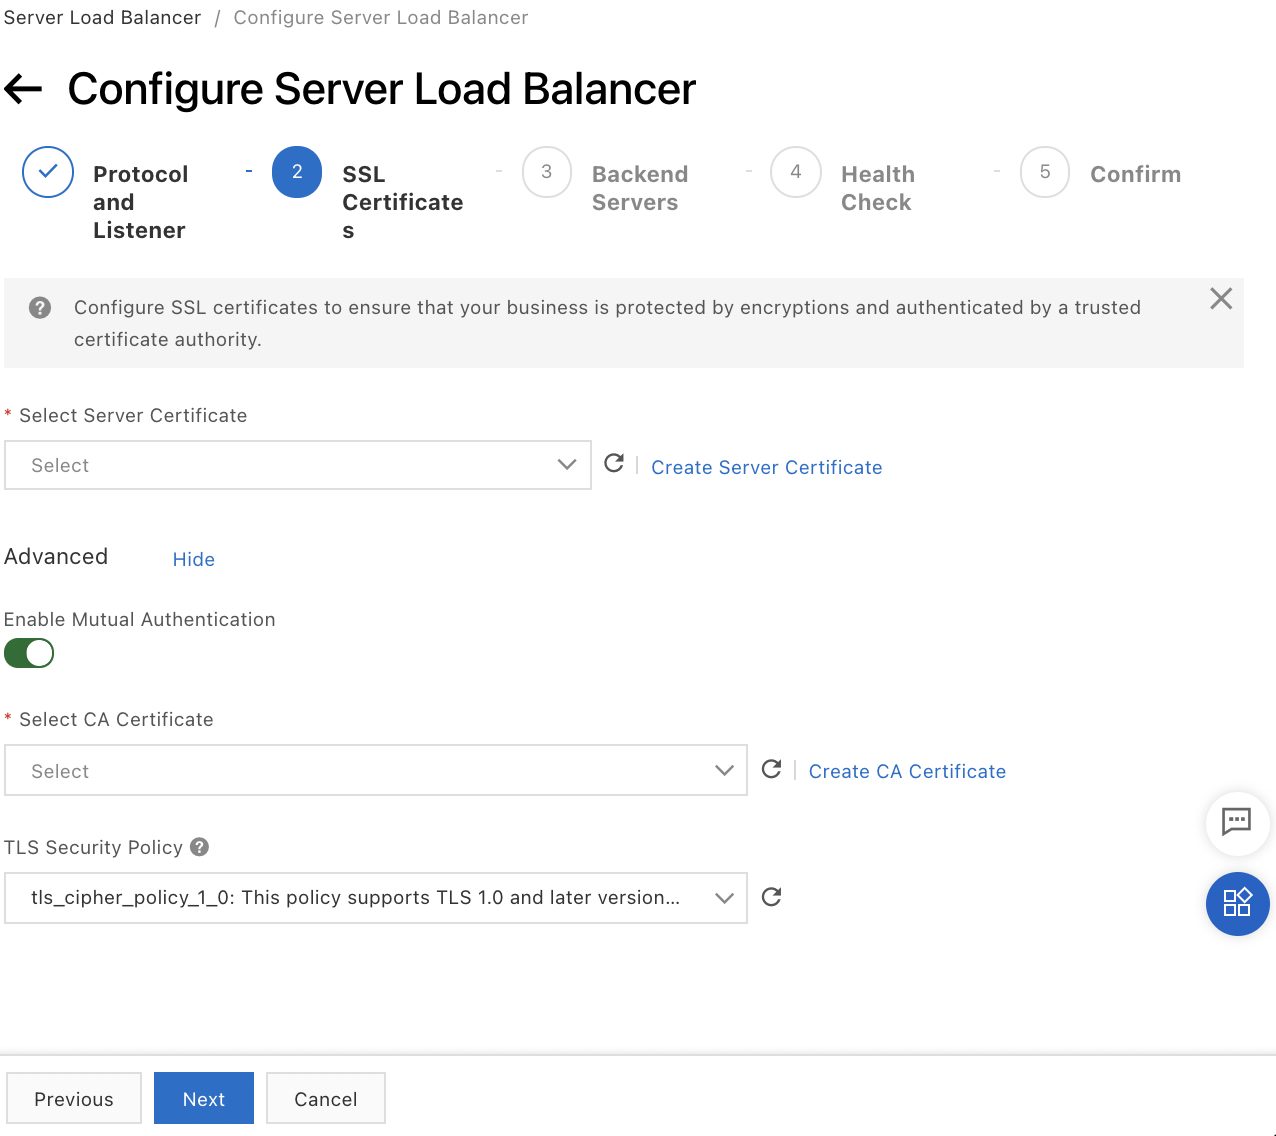 Server Load Balancer / Configure Server Load Balancer
Configure Server Load Balancer
Protocol
and
Listener
2
SSL
Certificate
s
3
Backend
Servers
4
Health
Check
5
Confirm
Configure SSL certificates to ensure that your business is protected by encryptions and authenticated by a trusted
certificate authority.
* Select Server Certificate
Select
Create Server Certificate
Advanced
Hide
Enable Mutual Authentication
* Select CA Certificate
Select
Create CA Certificate
TLS Security Policy
tls_cipher_policy_1_0: This policy supports TLS 1.0 and later version...
Previous
Next
Cancel